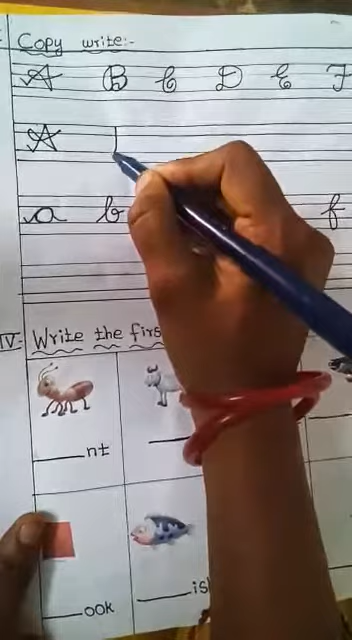 Copy write:-
A B C D E F
A
a b f
IV. Write the firs
nt
ish
ook